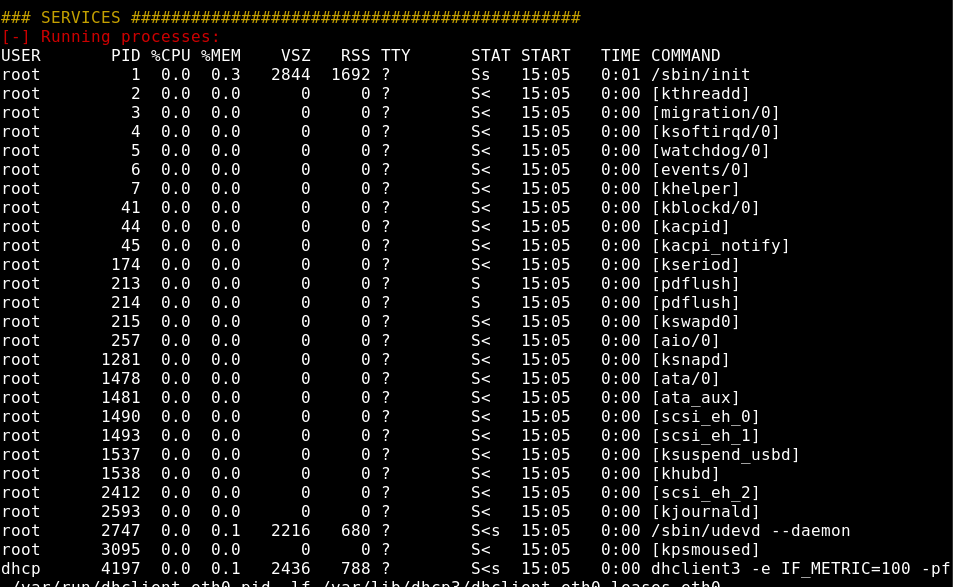 ### SERVICES #############################################
[-] Running processes:
USER       PID %CPU %MEM    VSZ   RSS TTY      STAT START   TIME COMMAND
root         1  0.0  0.3   2844  1692 ?        Ss   15:05   0:01 /sbin/init
root         2  0.0  0.0      0     0 ?        S<   15:05   0:00 [kthreadd]
root         3  0.0  0.0      0     0 ?        S<   15:05   0:00 [migration/0]
root         4  0.0  0.0      0     0 ?        S<   15:05   0:00 [ksoftirqd/0]
root         5  0.0  0.0      0     0 ?        S<   15:05   0:00 [watchdog/0]
root         6  0.0  0.0      0     0 ?        S<   15:05   0:00 [events/0]
root         7  0.0  0.0      0     0 ?        S<   15:05   0:00 [khelper]
root        41  0.0  0.0      0     0 ?        S<   15:05   0:00 [kblockd/0]
root        44  0.0  0.0      0     0 ?        S<   15:05   0:00 [kacpid]
root        45  0.0  0.0      0     0 ?        S<   15:05   0:00 [kacpi_notify]
root       174  0.0  0.0      0     0 ?        S<   15:05   0:00 [kseriod]
root       213  0.0  0.0      0     0 ?        S    15:05   0:00 [pdflush]
root       214  0.0  0.0      0     0 ?        S    15:05   0:00 [pdflush]
root       215  0.0  0.0      0     0 ?        S<   15:05   0:00 [kswapd0]
root       257  0.0  0.0      0     0 ?        S<   15:05   0:00 [aio/0]
root      1281  0.0  0.0      0     0 ?        S<   15:05   0:00 [ksnapd]
root      1478  0.0  0.0      0     0 ?        S<   15:05   0:00 [ata/0]
root      1481  0.0  0.0      0     0 ?        S<   15:05   0:00 [ata_aux]
root      1490  0.0  0.0      0     0 ?        S<   15:05   0:00 [scsi_eh_0]
root      1493  0.0  0.0      0     0 ?        S<   15:05   0:00 [scsi_eh_1]
root      1537  0.0  0.0      0     0 ?        S<   15:05   0:00 [ksuspend_usbd]
root      1538  0.0  0.0      0     0 ?        S<   15:05   0:00 [khubd]
root      2412  0.0  0.0      0     0 ?        S<   15:05   0:00 [scsi_eh_2]
root      2593  0.0  0.0      0     0 ?        S<   15:05   0:00 [kjournald]
root      2747  0.0  0.1   2216   680 ?        S<s  15:05   0:00 /sbin/udevd --daemon
root      3095  0.0  0.0      0     0 ?        S<   15:05   0:00 [kpsmoused]
dhcp      4197  0.0  0.1   2436   788 ?        S<s  15:05   0:00 dhclient3 -e IF_METRIC=100 -pf
/var/run/dhclient.eth0.pid -lf /var/lib/dhcp3/dhclient.eth0.leases eth0